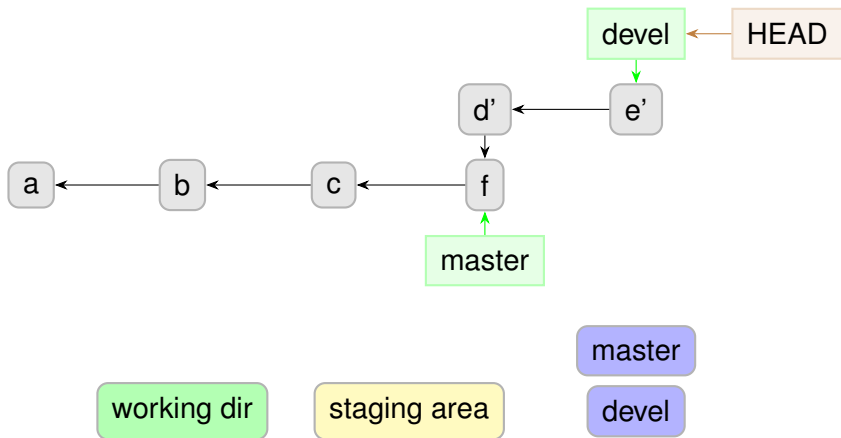 devel
HEAD
d’
e’
a
b
c
f
master
master
working dir
staging area
devel